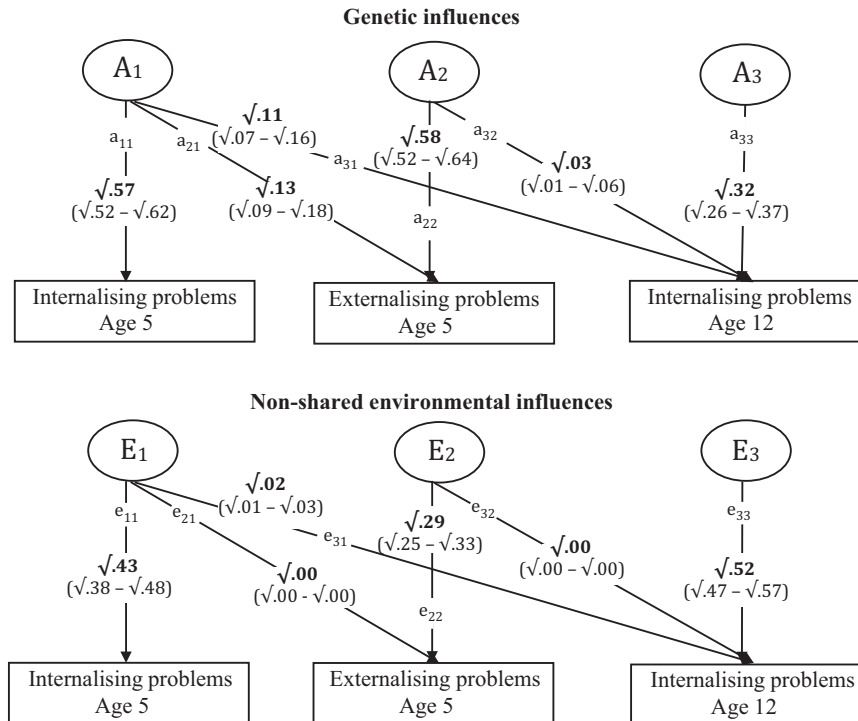 Genetic influences
A1 A2 A3
√.11
(√.07 – √.16)
a11 a21 a31 √.58
(√.52 – √.64) a32 a33
√.57
(√.52 – √.62) √.13
(√.09 – √.18) √.03
(√.01 – √.06) √.32
(√.26 – √.37)
a22
Internalising problems
Age 5
Externalising problems
Age 5
Internalising problems
Age 12
Non-shared environmental influences
E1 E2 E3
√.02
(√.01 – √.03)
e11 e21 e31 √.29
(√.25 – √.33) e32 e33
√.43
(√.38 – √.48) √.00
(√.00 - √.00) √.00
(√.00 – √.00) √.52
(√.47 – √.57)
e22
Internalising problems
Age 5
Externalising problems
Age 5
Internalising problems
Age 12